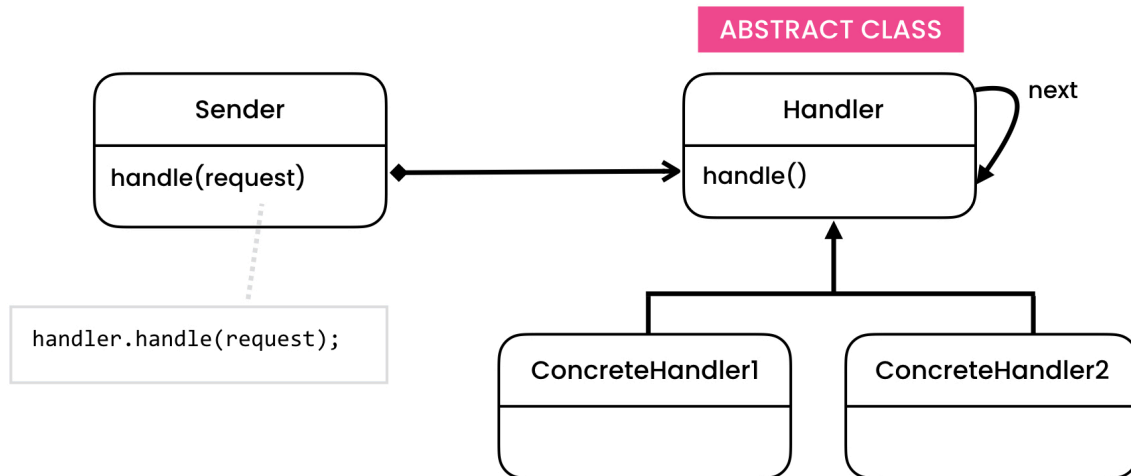 ABSTRACT CLASS
Sender
Handler
next
handle(request)
handle()
handler.handle(request);
ConcreteHandler1
ConcreteHandler2